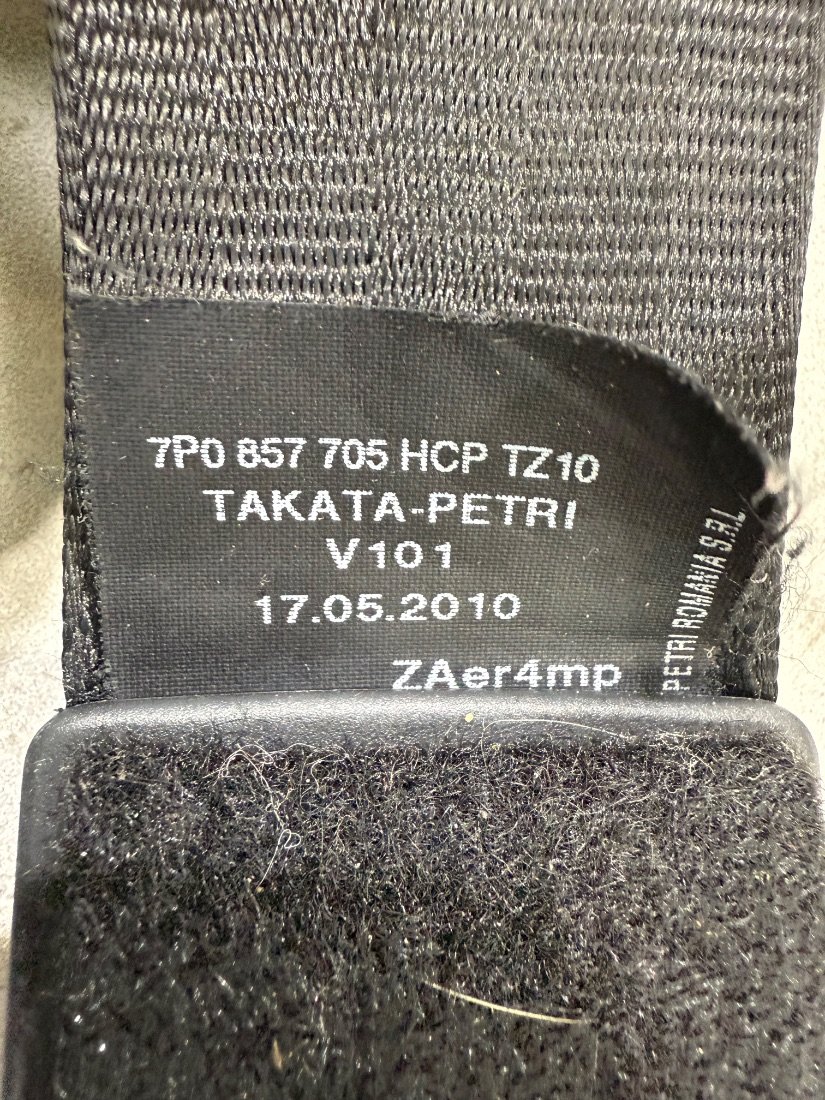 7P0 857 705 HCP TZ10
TAKATA-PETRI
V101
17.05.2010
ZAer4mp
PETRI ROMANIA S.R.L